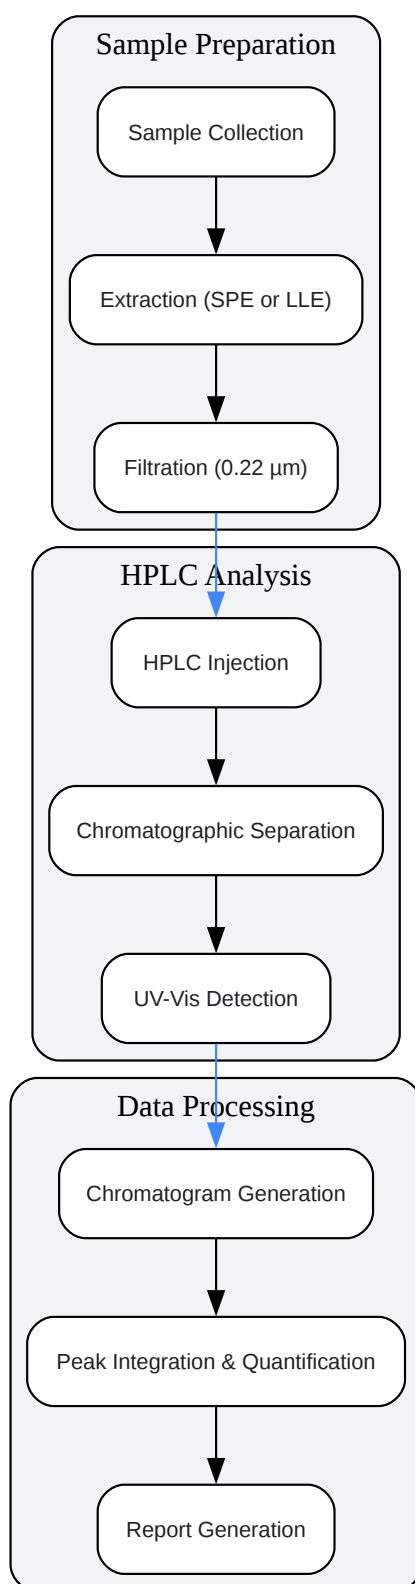 Sample Preparation
Sample Collection
Extraction (SPE or LLE)
Filtration (0.22 µm)
HPLC Analysis
HPLC Injection
Chromatographic Separation
UV-Vis Detection
Data Processing
Chromatogram Generation
Peak Integration & Quantification
Report Generation